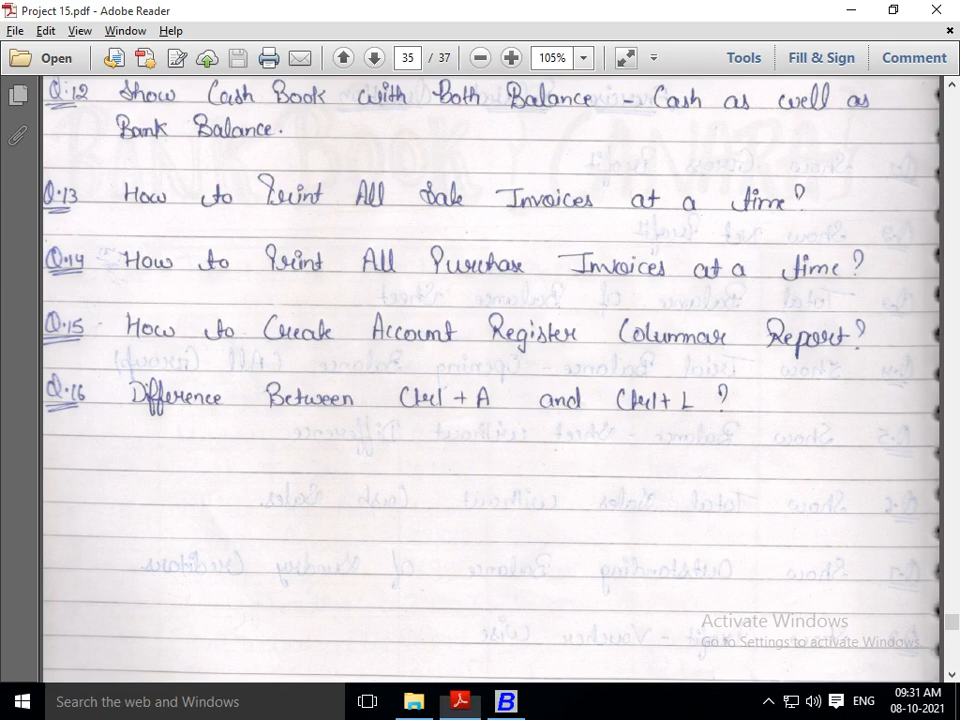 Project 15.pdf - Adobe Reader
File Edit View Window Help
Open 35 / 37 105% Tools Fill & Sign Comment
Q.12 Show Cash Book with Both Balance - Cash as well as
Bank Balance.
Q.13 How to Print All Sale Invoices at a time?
Q.14 How to Print All Purchase Invoices at a time?
Q.15 How to Create Account Register Columnar Report?
Q.16 Difference Between Ctrl + A and Ctrl + L ?
Activate Windows
Go to Settings to activate Windows.
Search the web and Windows
ENG
09:31 AM
08-10-2021